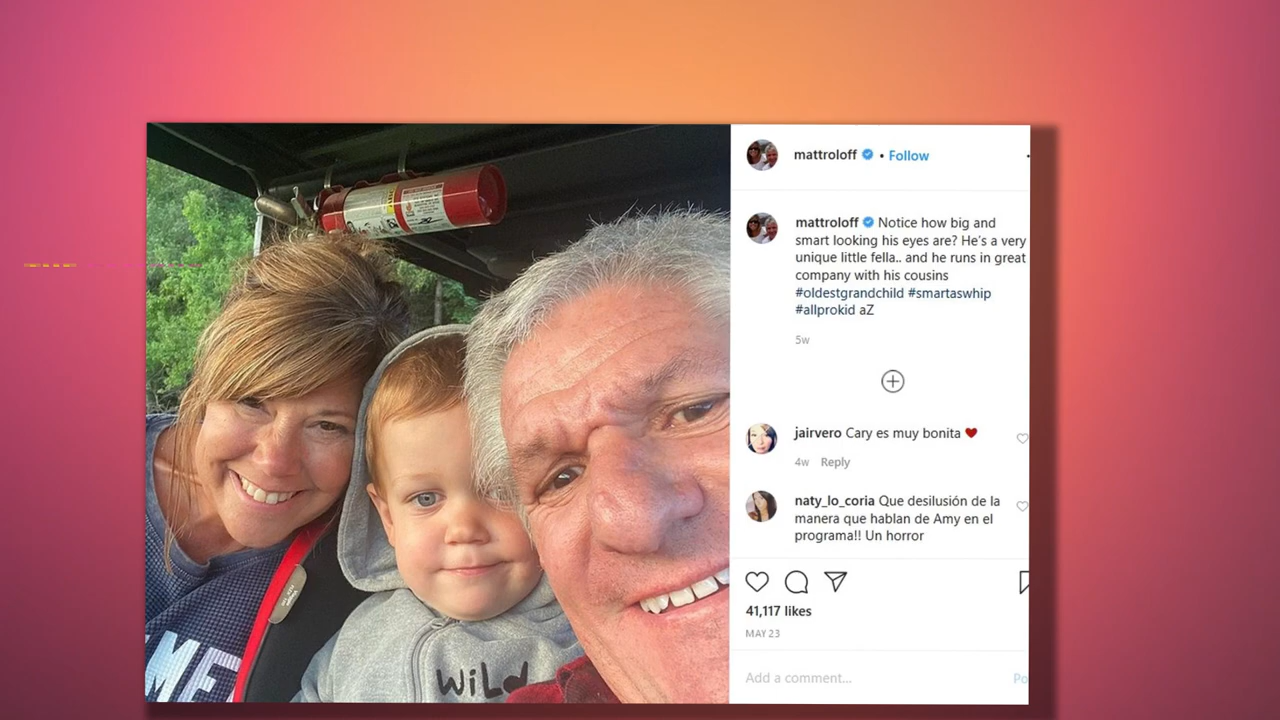 mattroloff • Follow
mattroloff Notice how big and
smart looking his eyes are? He's a very
unique little fella.. and he runs in great
company with his cousins
#oldestgrandchild #smartaswhip
#allprokid aZ
5w
jairvero Cary es muy bonita ❤
4w Reply
naty_lo_coria Que desilusión de la
manera que hablan de Amy en el
programa!! Un horror
41,117 likes
MAY 23
Add a comment... Po
WiLd
ME